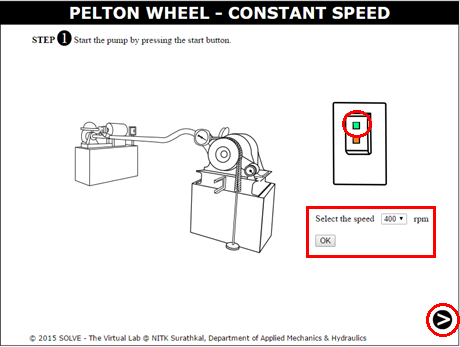 PELTON WHEEL – CONSTANT SPEED
STEP 1 Start the pump by pressing the start button.
Select the speed 400 rpm
OK
© 2015 SOLVE - The Virtual Lab @ NITK Surathkal, Department of Applied Mechanics & Hydraulics